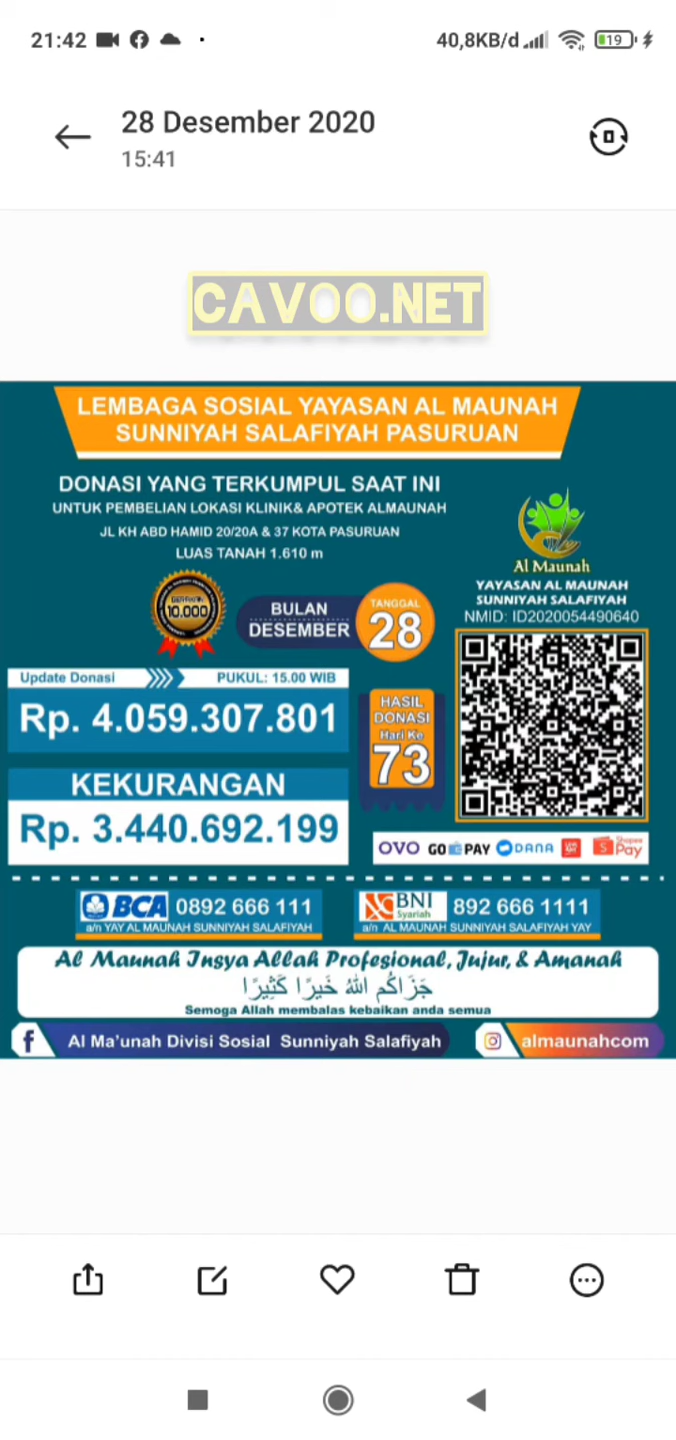 21:42
40,8KB/d
19
28 Desember 2020
15:41
CAVOO.NET
LEMBAGA SOSIAL YAYASAN AL MAUNAH
SUNNIYAH SALAFIYAH PASURUAN
DONASI YANG TERKUMPUL SAAT INI
UNTUK PEMBELIAN LOKASI KLINIK& APOTEK ALMAUNAH
JL KH ABD HAMID 20/20A & 37 KOTA PASURUAN
LUAS TANAH 1.610 m
Al Maunah
YAYASAN AL MAUNAH
SUNNIYAH SALAFIYAH
NMID: ID2020054490640
10.000
BULAN
DESEMBER
TANGGAL
28
Update Donasi
PUKUL: 15.00 WIB
Rp. 4.059.307.801
HASIL
DONASI
Hari Ke
73
KEKURANGAN
Rp. 3.440.692.199
OVO GOPAY DANA Shopee Pay
BCA 0892 666 111
a/n YAY AL MAUNAH SUNNIYAH SALAFIYAH
BNI Syariah 892 666 1111
a/n AL MAUNAH SUNNIYAH SALAFIYAH YAY
Al Maunah Insya Allah Profesional, Jujur, & Amanah
جَزَاكُم اللهُ خَيرًا كَثِيرًا
Semoga Allah membalas kebaikan anda semua
Al Ma'unah Divisi Sosial Sunniyah Salafiyah
almaunahcom